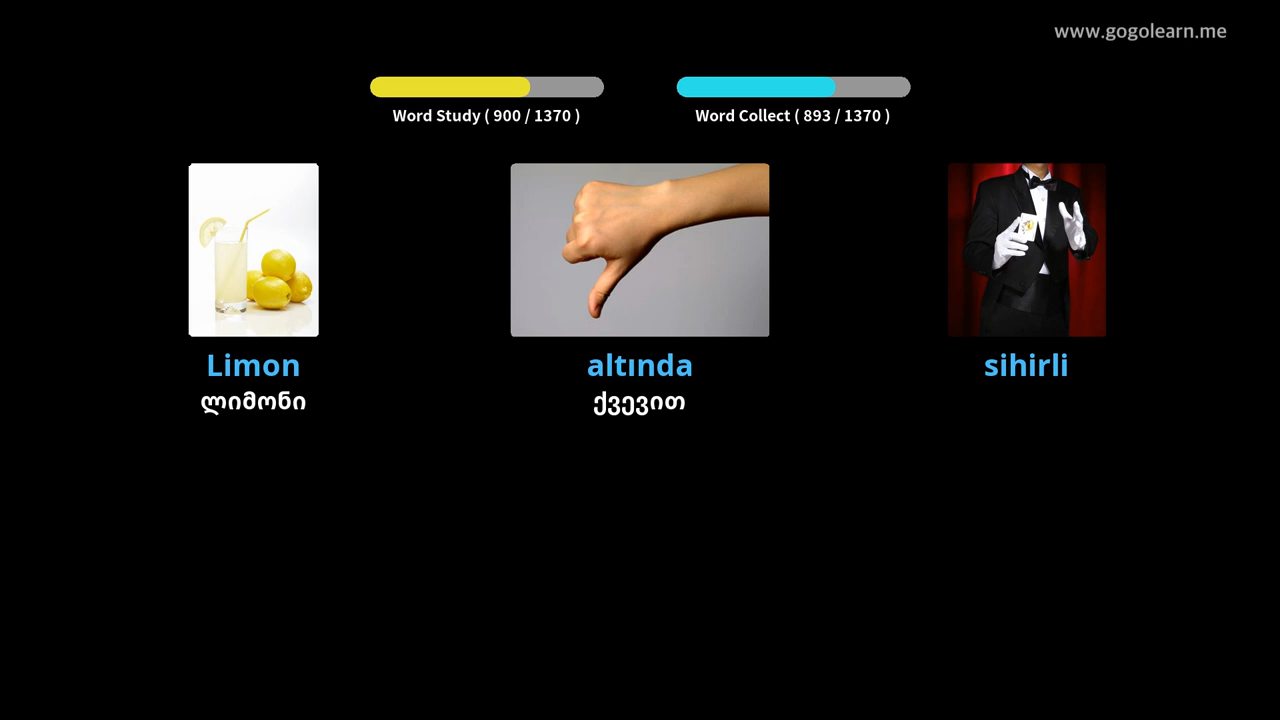 www.gogolearn.me
Word Study ( 900 / 1370 )
Word Collect ( 893 / 1370 )
Limon
ლიმონი
altında
ქვევით
sihirli